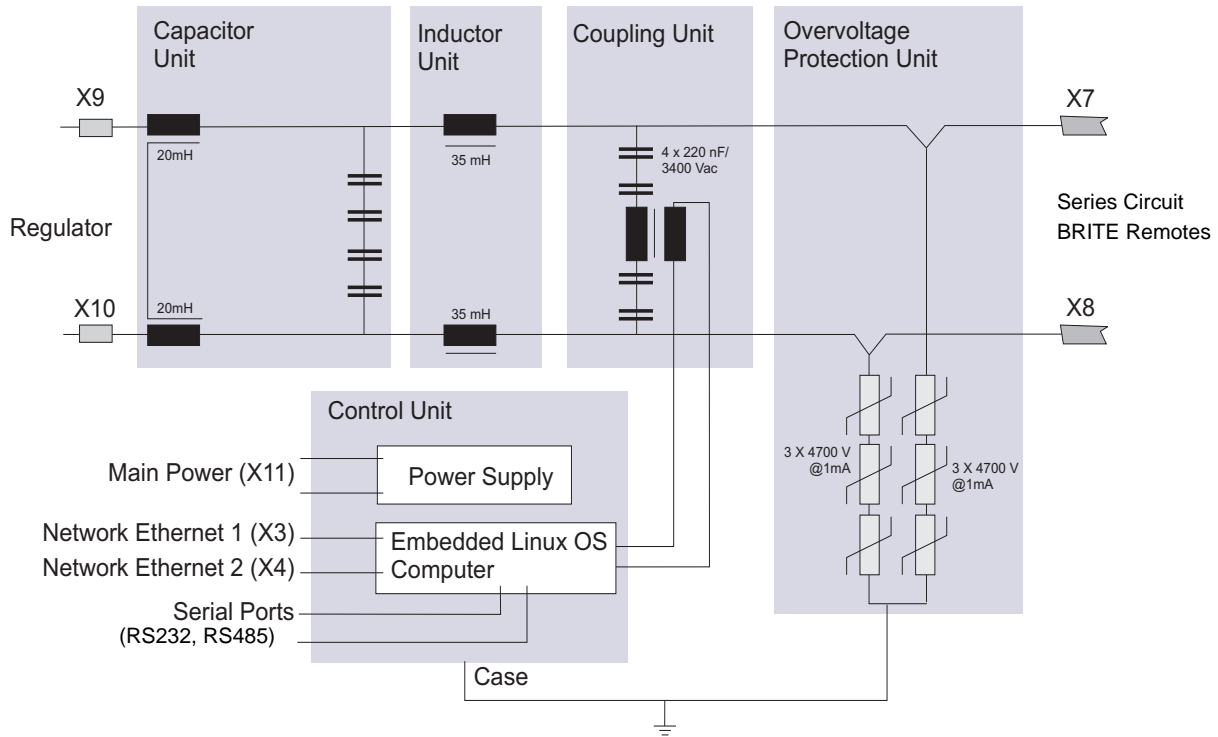 Capacitor
Unit
Inductor
Unit
Coupling Unit
Overvoltage
Protection Unit
X9
X7
20mH
35 mH
4 x 220 nF/
3400 Vac
Regulator
Series Circuit
BRITE Remotes
X10
20mH
35 mH
X8
Control Unit
3 X 4700 V
@1mA
3 X 4700 V
@1mA
Main Power (X11)
Power Supply
Network Ethernet 1 (X3)
Network Ethernet 2 (X4)
Embedded Linux OS
Computer
Serial Ports
(RS232, RS485)
Case